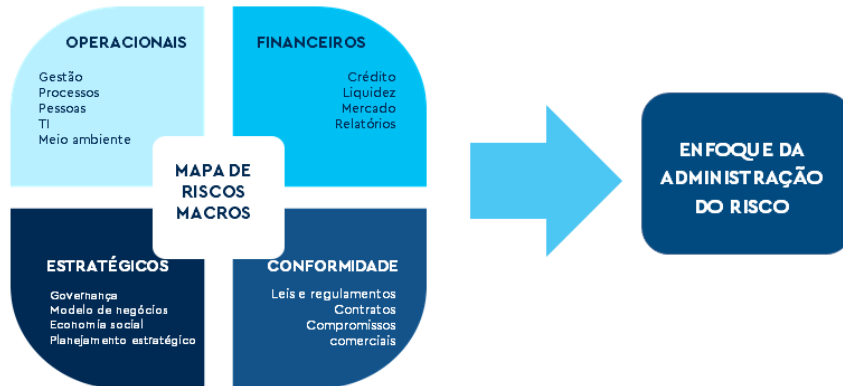 OPERACIONAIS
Gestão
Processos
Pessoas
TI
Meio ambiente
FINANCEIROS
Crédito
Liquidez
Mercado
Relatórios
MAPA DE
RISCOS
MACROS
ESTRATÉGICOS
Governança
Modelo de negócios
Economia social
Planejamento estratégico
CONFORMIDADE
Leis e regulamentos
Contratos
Compromissos
comerciais
ENFOQUE DA
ADMINISTRAÇÃO
DO RISCO